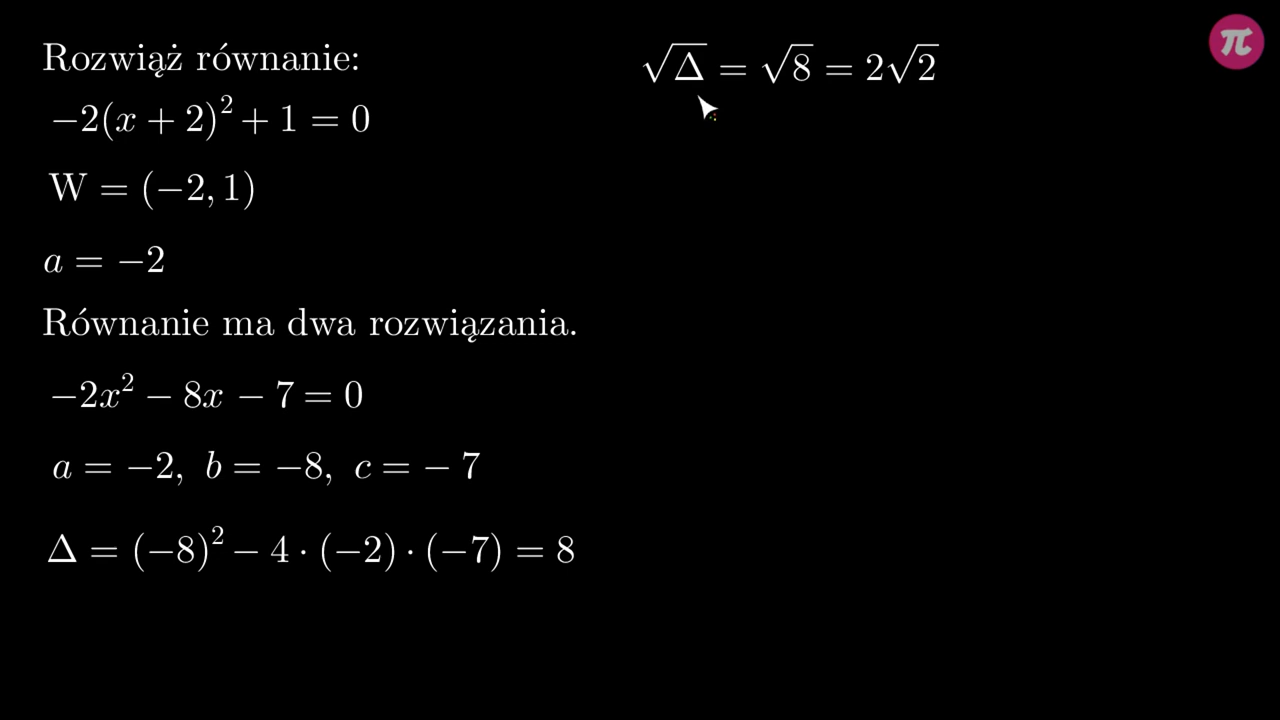 Rozwiąż równanie:
−2(x + 2)² + 1 = 0
W = (−2, 1)
a = −2
Równanie ma dwa rozwiązania.
−2x² − 8x − 7 = 0
a = −2, b = −8, c = − 7
Δ = (−8)² − 4 · (−2) · (−7) = 8
√Δ = √8 = 2√2
π